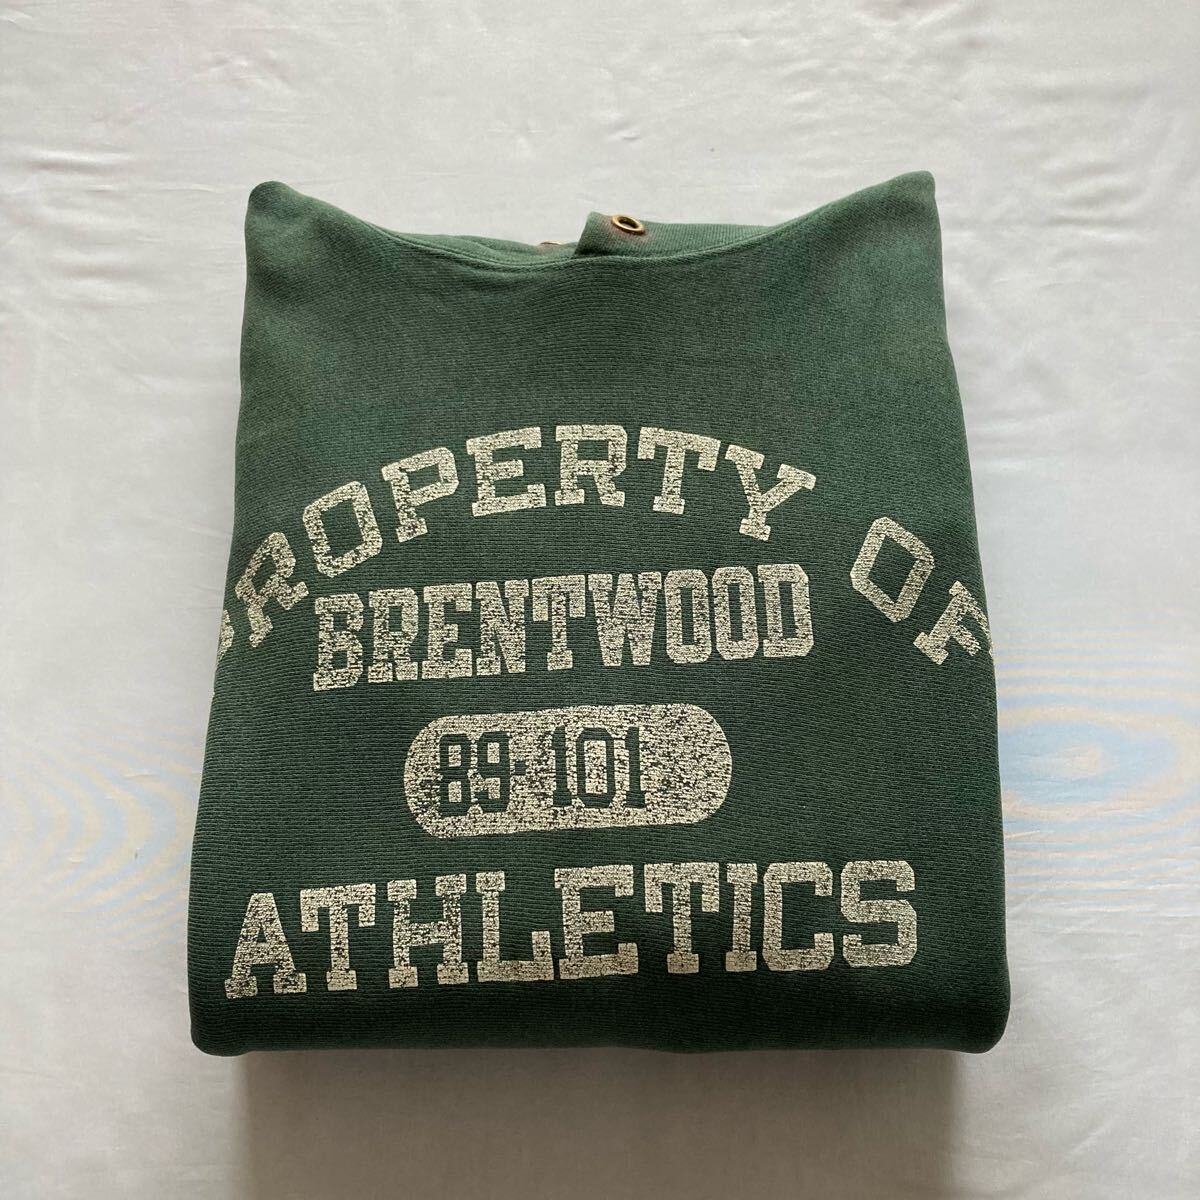 PROPERTY OF
BRENTWOOD
89-101
ATHLETICS